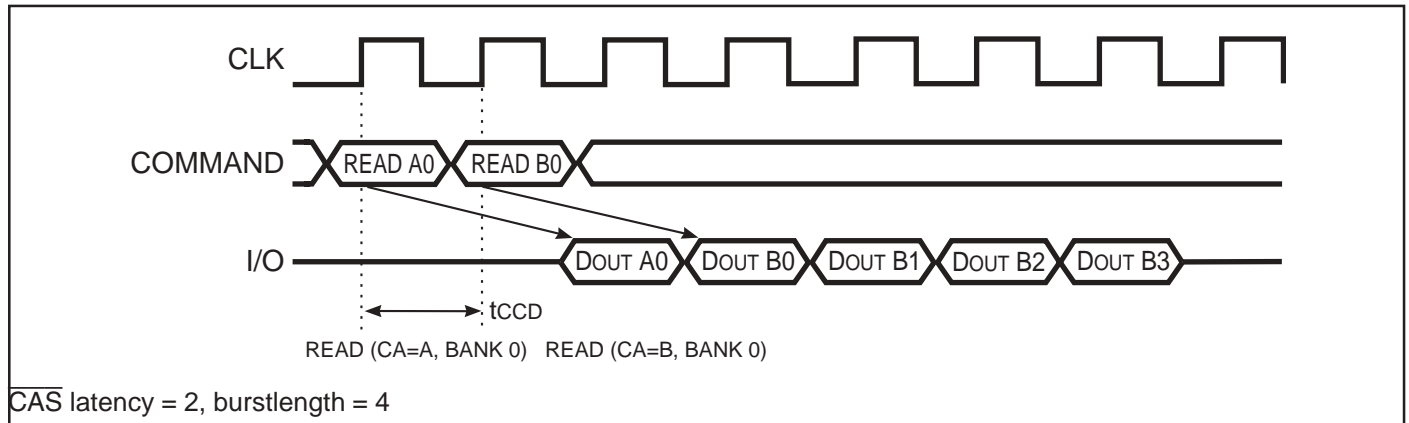 CLK
COMMAND READ A0 READ B0
I/O DOUT A0 DOUT B0 DOUT B1 DOUT B2 DOUT B3
tCCD
READ (CA=A, BANK 0) READ (CA=B, BANK 0)
CAS latency = 2, burstlength = 4